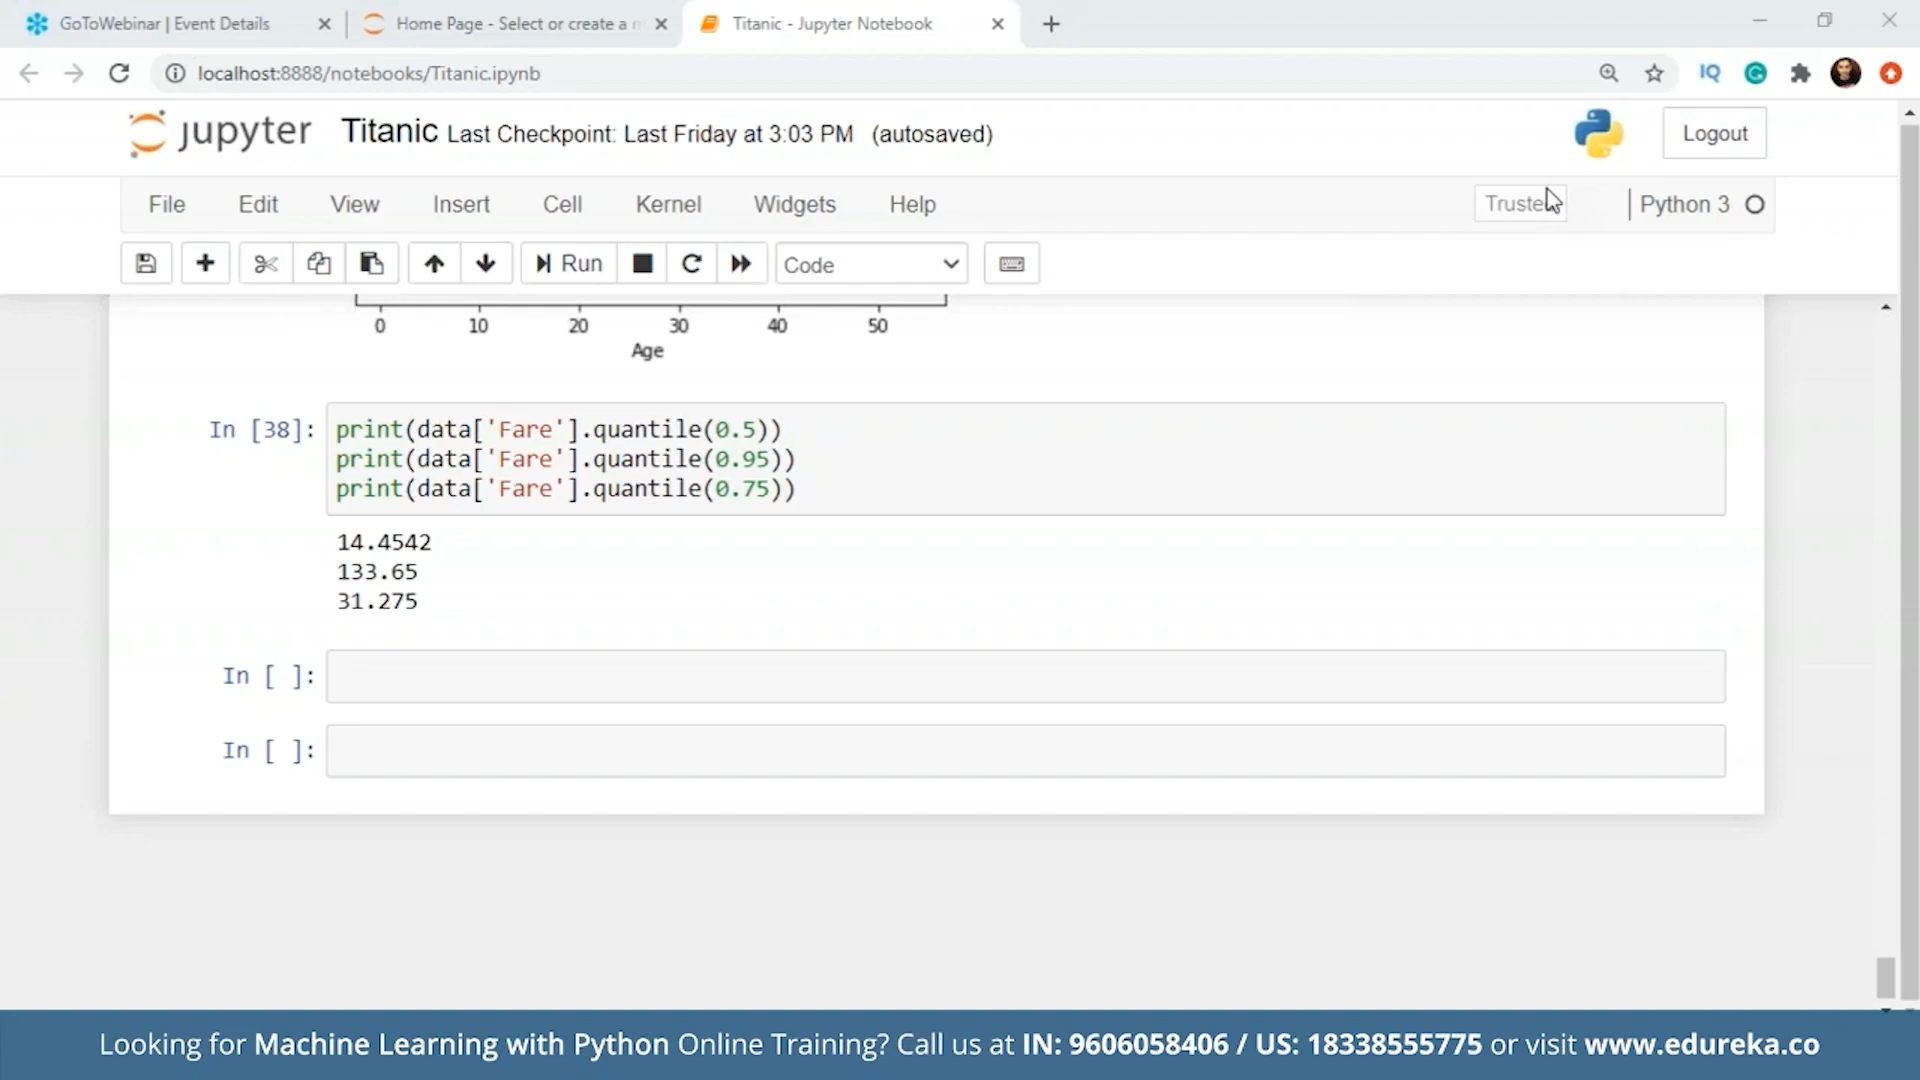 GoToWebinar | Event Details
Home Page - Select or create a n
Titanic - Jupyter Notebook
localhost:8888/notebooks/Titanic.ipynb
IQ
jupyter Titanic Last Checkpoint: Last Friday at 3:03 PM (autosaved)
Logout
File Edit View Insert Cell Kernel Widgets Help
Trusted
Python 3
Run
Code
0 10 20 30 40 50
Age
In [38]: print(data['Fare'].quantile(0.5))
print(data['Fare'].quantile(0.95))
print(data['Fare'].quantile(0.75))
14.4542
133.65
31.275
In [ ]:
In [ ]:
Looking for Machine Learning with Python Online Training? Call us at IN: 9606058406 / US: 18338555775 or visit www.edureka.co